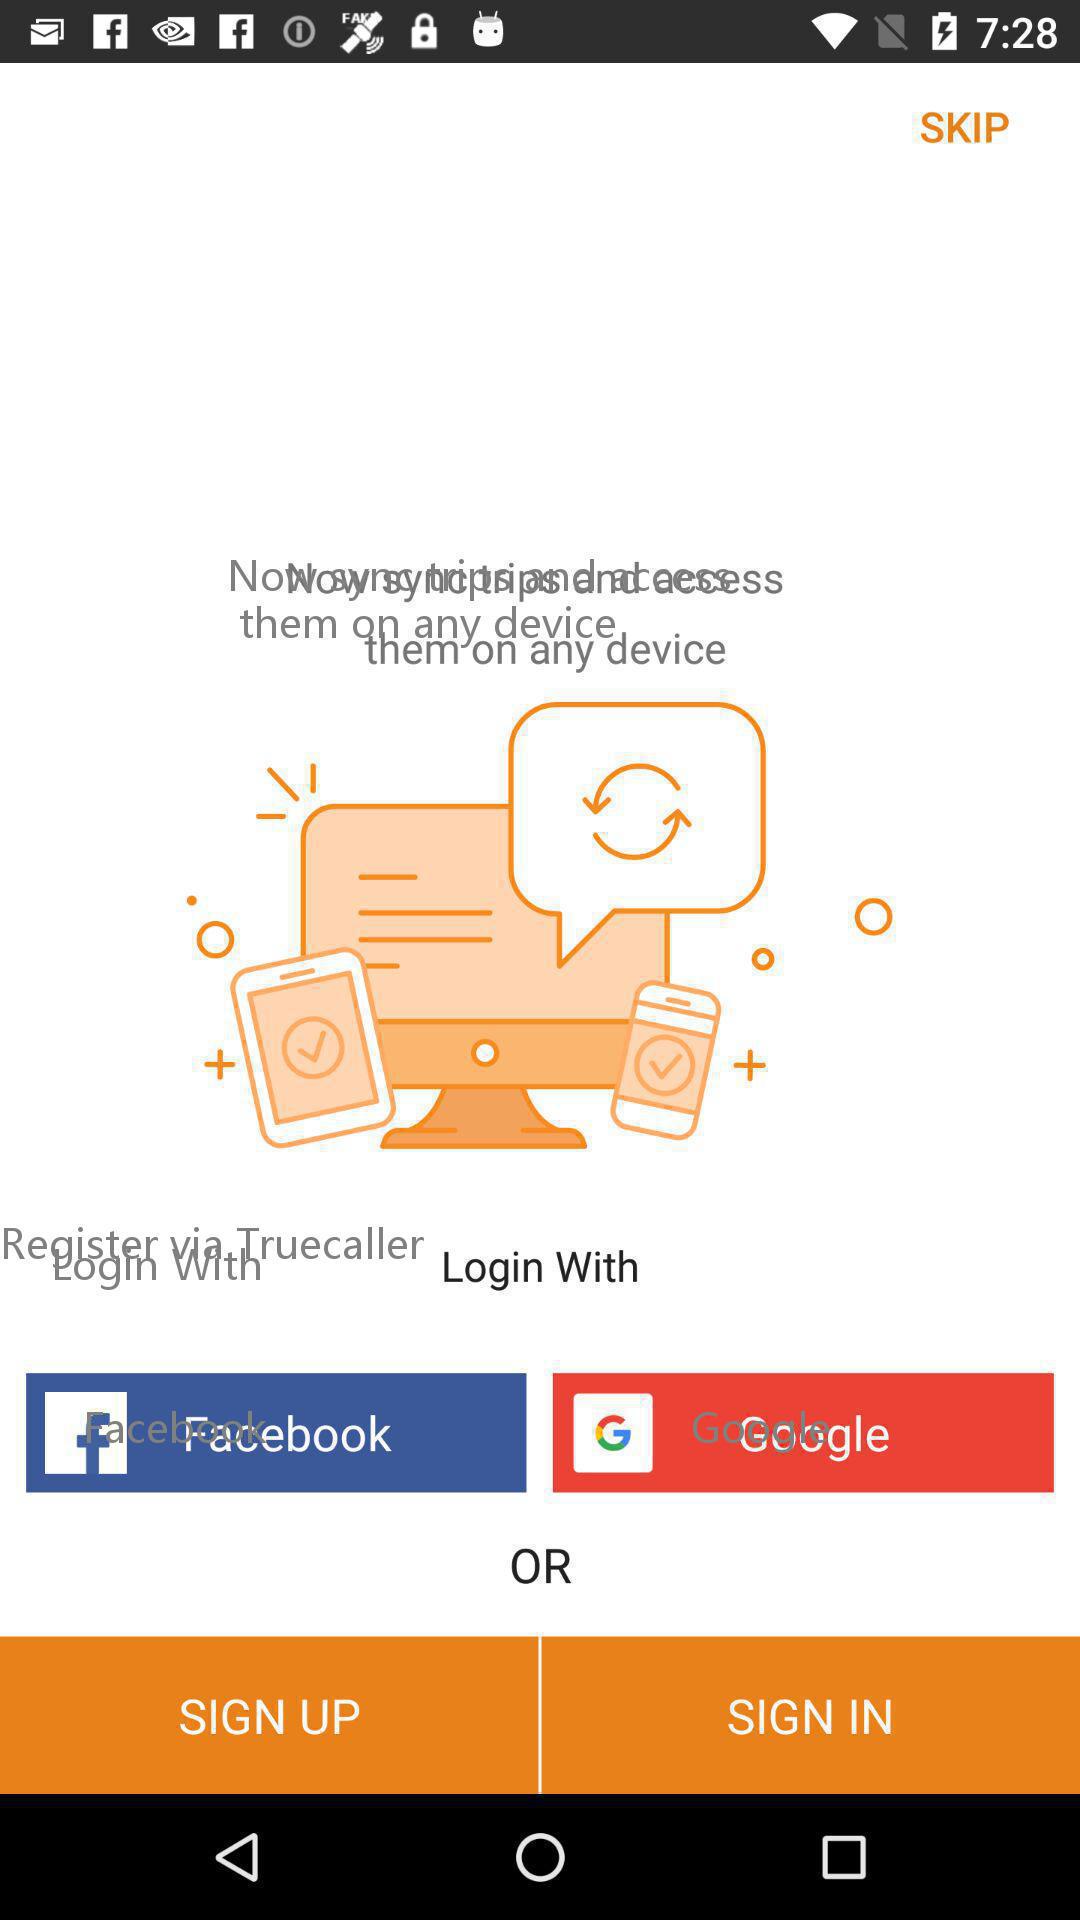 FAKE
7:28
SKIP
Now sync trips and access
them on any device
Now sync trips and access
them on any device
Register via Truecaller
Login With
Login With
Facebook
Facebook
Google
Google
OR
SIGN UP
SIGN IN